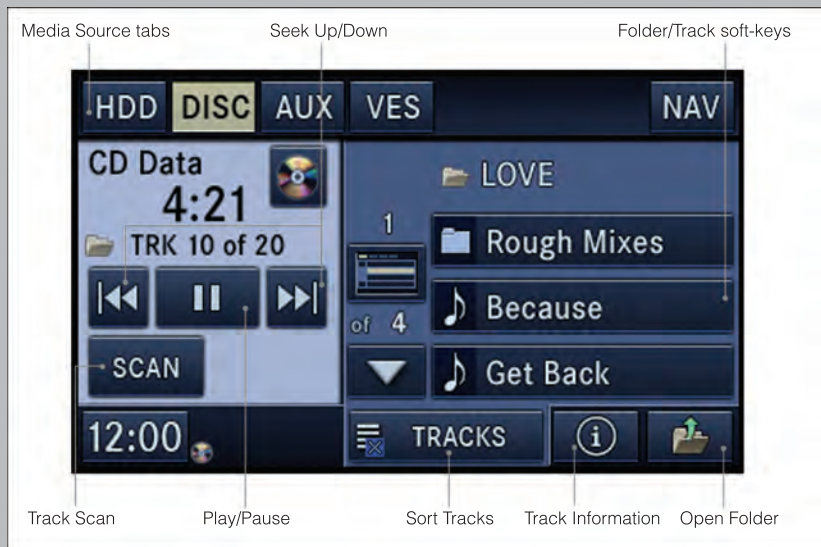 Media Source tabs
Seek Up/Down
Folder/Track soft-keys
HDD DISC AUX VES NAV
CD Data
4:21
TRK 10 of 20
SCAN
12:00
LOVE
1
of 4
Rough Mixes
Because
Get Back
TRACKS
i
Track Scan
Play/Pause
Sort Tracks
Track Information
Open Folder